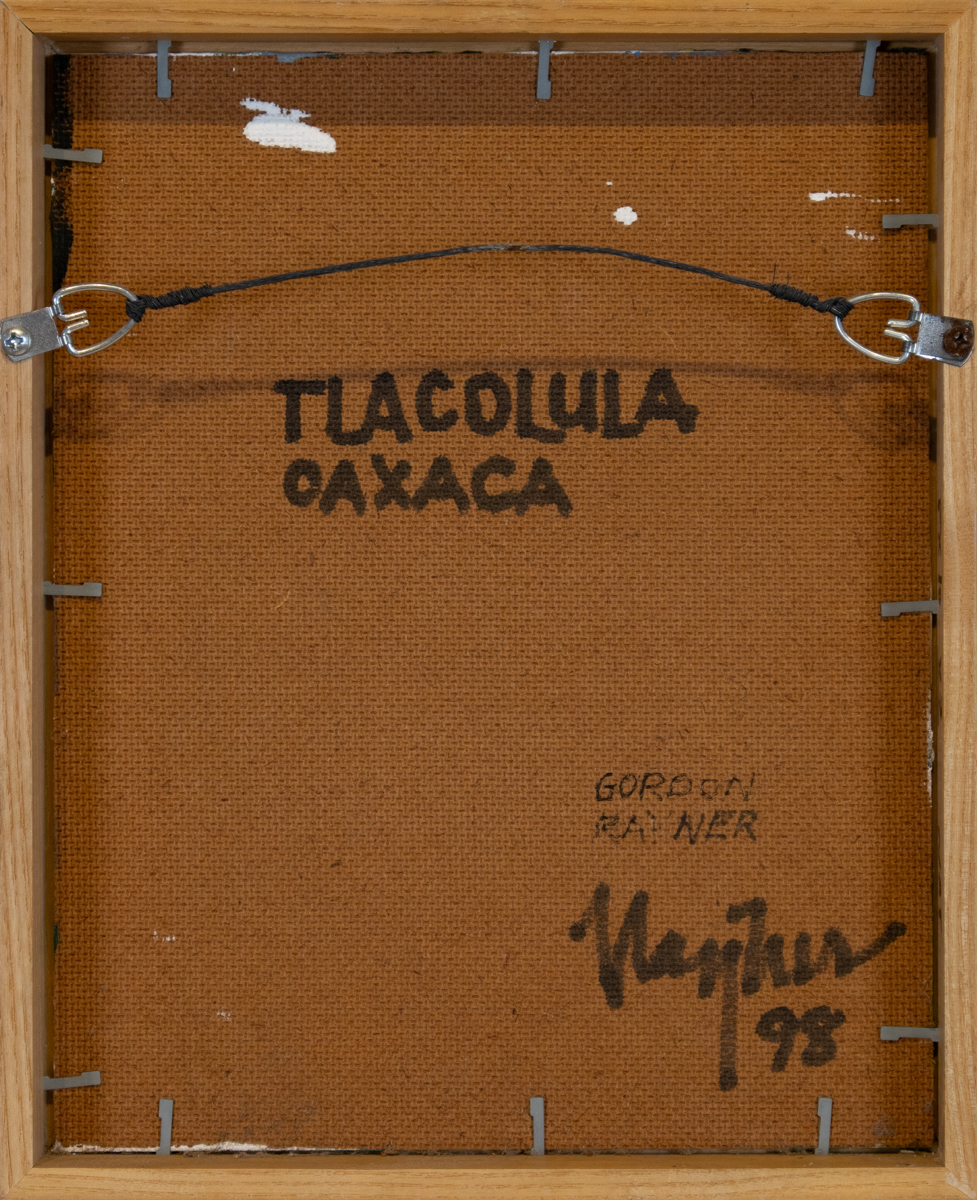 TLACOLULA
OAXACA
GORDON
RAYNER
Rayner
98